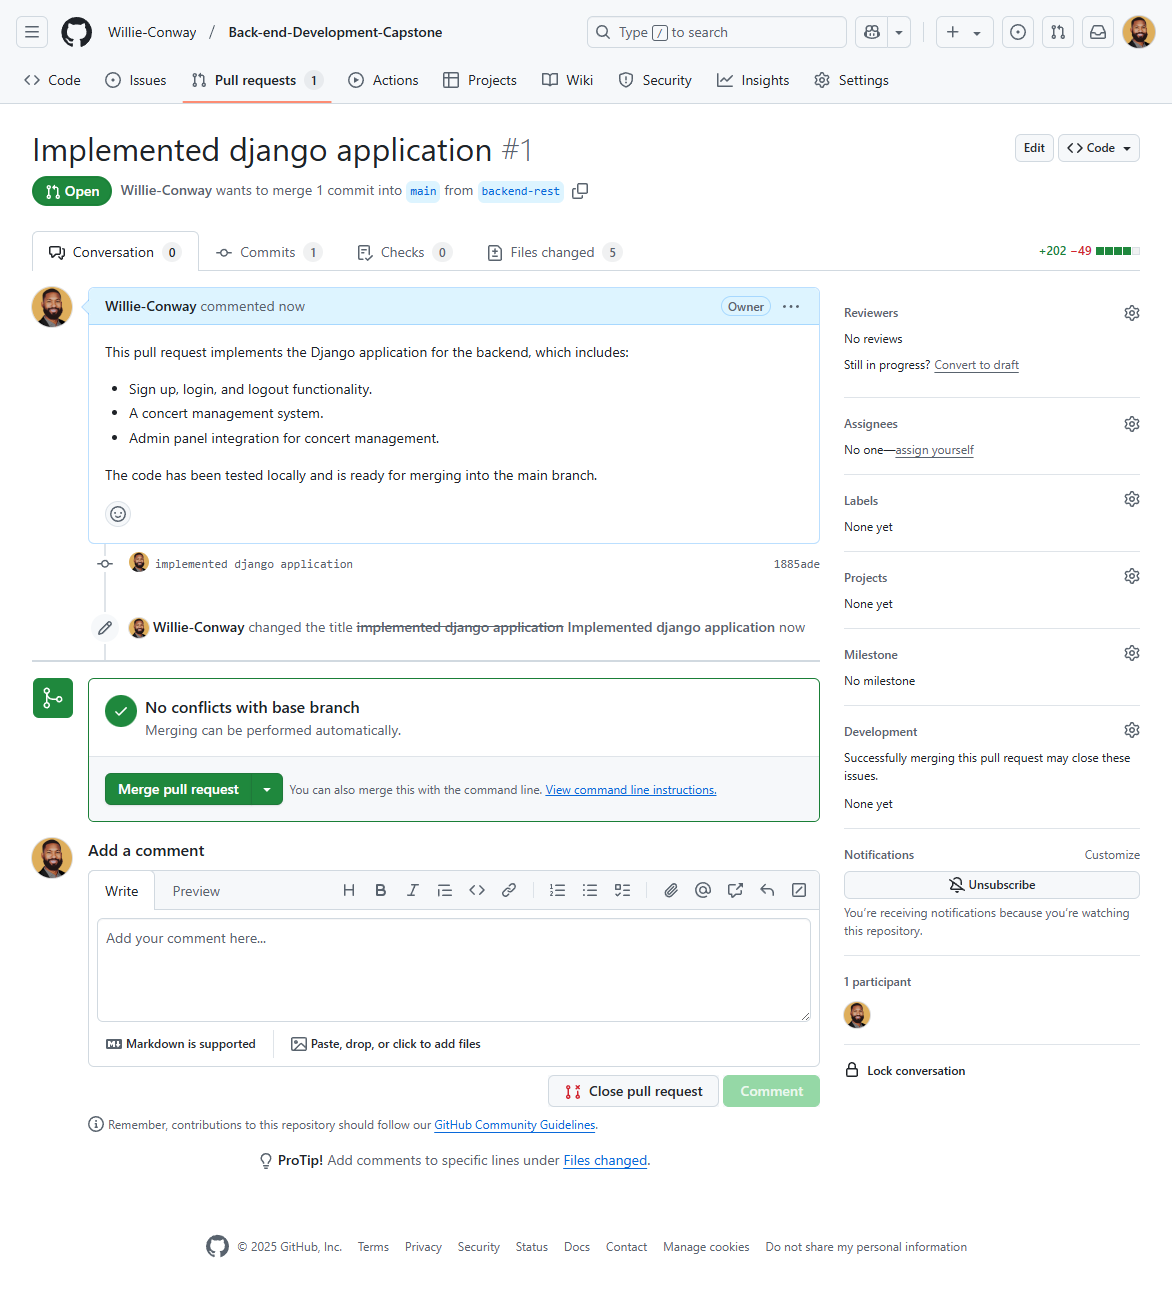 Willie-Conway / Back-end-Development-Capstone
Type / to search
Code
Issues
Pull requests 1
Actions
Projects
Wiki
Security
Insights
Settings
Implemented django application #1
Edit
Code
Open
Willie-Conway wants to merge 1 commit into main from backend-rest
Conversation 0
Commits 1
Checks 0
Files changed 5
+202 −49
Willie-Conway commented now
Owner
This pull request implements the Django application for the backend, which includes:
• Sign up, login, and logout functionality.
• A concert management system.
• Admin panel integration for concert management.
The code has been tested locally and is ready for merging into the main branch.
implemented django application
1885ade
Willie-Conway changed the title implemented django application Implemented django application now
No conflicts with base branch
Merging can be performed automatically.
Merge pull request
You can also merge this with the command line. View command line instructions.
Add a comment
Write
Preview
Add your comment here...
Markdown is supported
Paste, drop, or click to add files
Close pull request
Comment
Remember, contributions to this repository should follow our GitHub Community Guidelines.
ProTip! Add comments to specific lines under Files changed.
Reviewers
No reviews
Still in progress? Convert to draft
Assignees
No one—assign yourself
Labels
None yet
Projects
None yet
Milestone
No milestone
Development
Successfully merging this pull request may close these
issues.
None yet
Notifications
Customize
Unsubscribe
You're receiving notifications because you're watching
this repository.
1 participant
Lock conversation
© 2025 GitHub, Inc.
Terms
Privacy
Security
Status
Docs
Contact
Manage cookies
Do not share my personal information